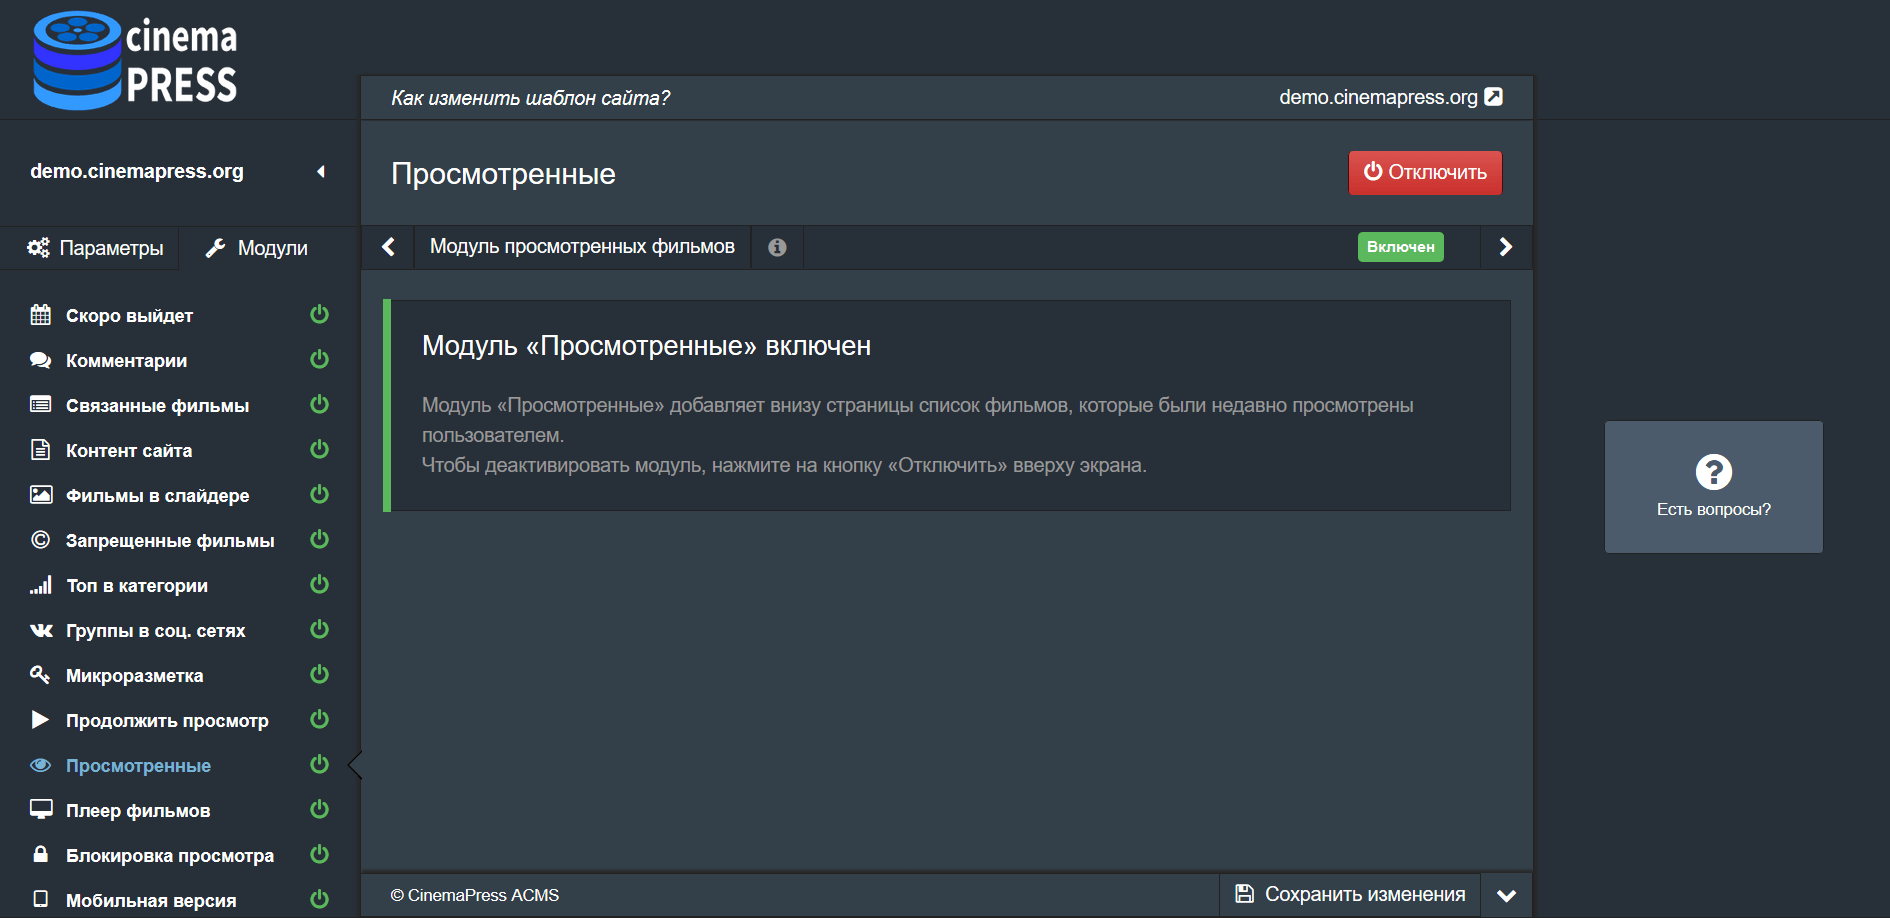 cinema
PRESS
Как изменить шаблон сайта?
demo.cinemapress.org
demo.cinemapress.org
Просмотренные
Отключить
Параметры
Модули
Модуль просмотренных фильмов
Включен
Скоро выйдет
Комментарии
Связанные фильмы
Контент сайта
Фильмы в слайдере
Запрещенные фильмы
Топ в категории
Группы в соц. сетях
Микроразметка
Продолжить просмотр
Просмотренные
Плеер фильмов
Блокировка просмотра
Мобильная версия
Модуль «Просмотренные» включен
Модуль «Просмотренные» добавляет внизу страницы список фильмов, которые были недавно просмотрены
пользователем.
Чтобы деактивировать модуль, нажмите на кнопку «Отключить» вверху экрана.
Есть вопросы?
© CinemaPress ACMS
Сохранить изменения